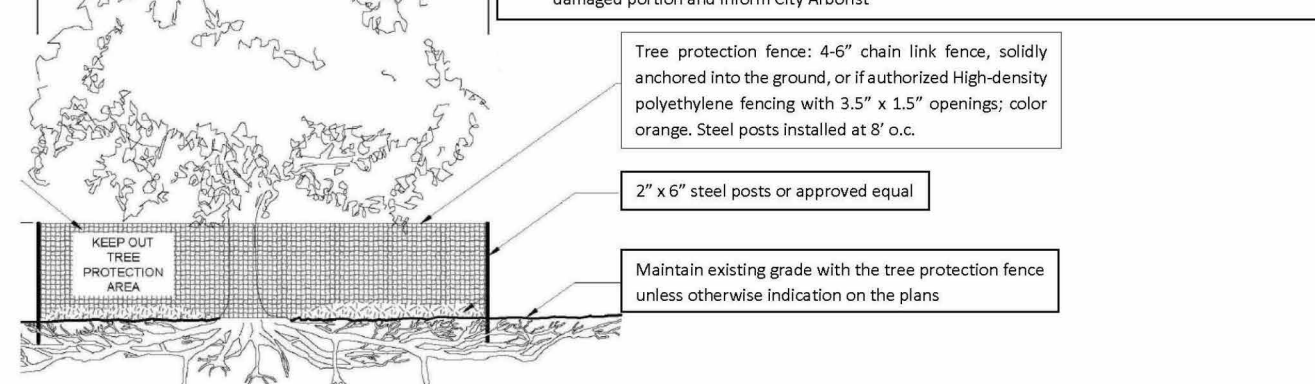 damaged portion and inform City Arborist
Tree protection fence: 4-6” chain link fence, solidly
anchored into the ground, or if authorized High-density
polyethylene fencing with 3.5” x 1.5” openings; color
orange. Steel posts installed at 8’ o.c.
2” x 6” steel posts or approved equal
KEEP OUT
TREE
PROTECTION
AREA
Maintain existing grade with the tree protection fence
unless otherwise indication on the plans